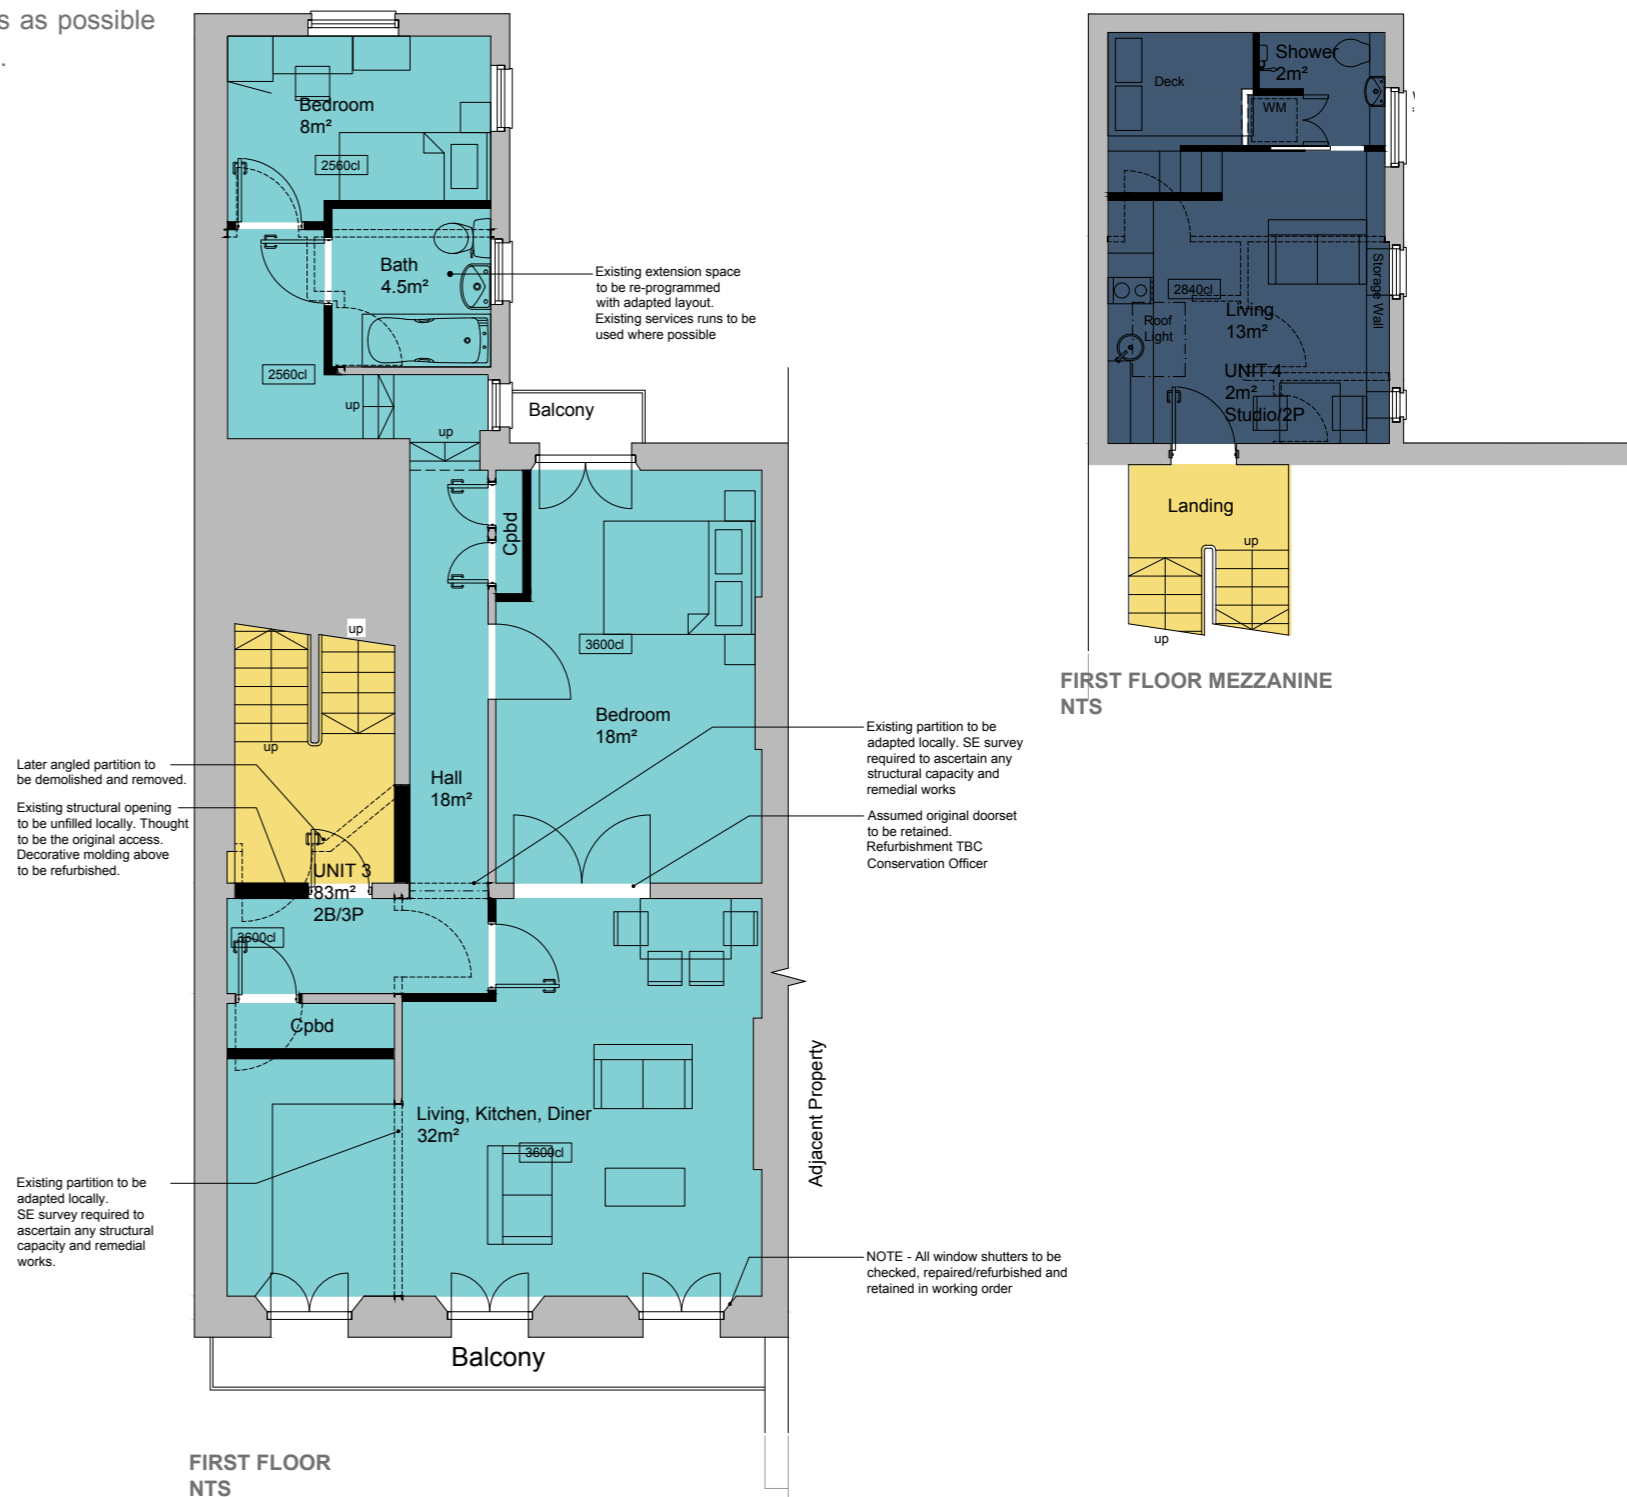 s as possible
.
Bedroom
8m²
2560cl
Bath
4.5m²
Existing extension space
to be re-programmed
with adapted layout.
Existing services runs to be
used where possible
2560cl
up
up
Balcony
Cpbd
3600cl
Bedroom
18m²
up
up
Hall
18m²
Later angled partition to
be demolished and removed.
Existing structural opening
to be unfilled locally. Thought
to be the original access.
Decorative molding above
to be refurbished.
Existing partition to be
adapted locally. SE survey
required to ascertain any
structural capacity and
remedial works
Assumed original doorset
to be retained.
Refurbishment TBC
Conservation Officer
UNIT 3
83m²
2B/3P
3600cl
Cpbd
Living, Kitchen, Diner
32m²
3600cl
Adjacent Property
Existing partition to be
adapted locally.
SE survey required to
ascertain any structural
capacity and remedial
works.
NOTE - All window shutters to be
checked, repaired/refurbished and
retained in working order
Balcony
FIRST FLOOR
NTS
Deck
Shower
2m²
WM
2840cl
Living
13m²
Storage Wall
Roof
Light
UNIT 4
2m²
Studio/2P
Landing
up
up
FIRST FLOOR MEZZANINE
NTS